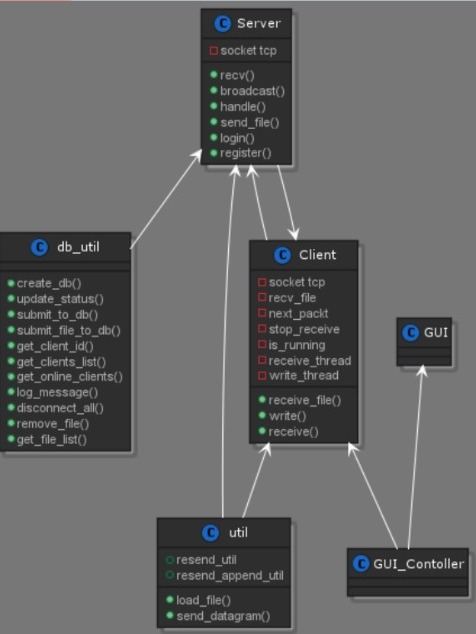 C Server
socket tcp
recv()
broadcast()
handle()
send_file()
login()
register()
C db_util
create_db()
update_status()
submit_to_db()
submit_file_to_db()
get_client_id()
get_clients_list()
get_online_clients()
log_message()
disconnect_all()
remove_file()
get_file_list()
C Client
socket tcp
recv_file
next_packt
stop_receive
is_running
receive_thread
write_thread
receive_file()
write()
receive()
C GUI
C util
resend_util
resend_append_util
load_file()
send_datagram()
C GUI_Contoller